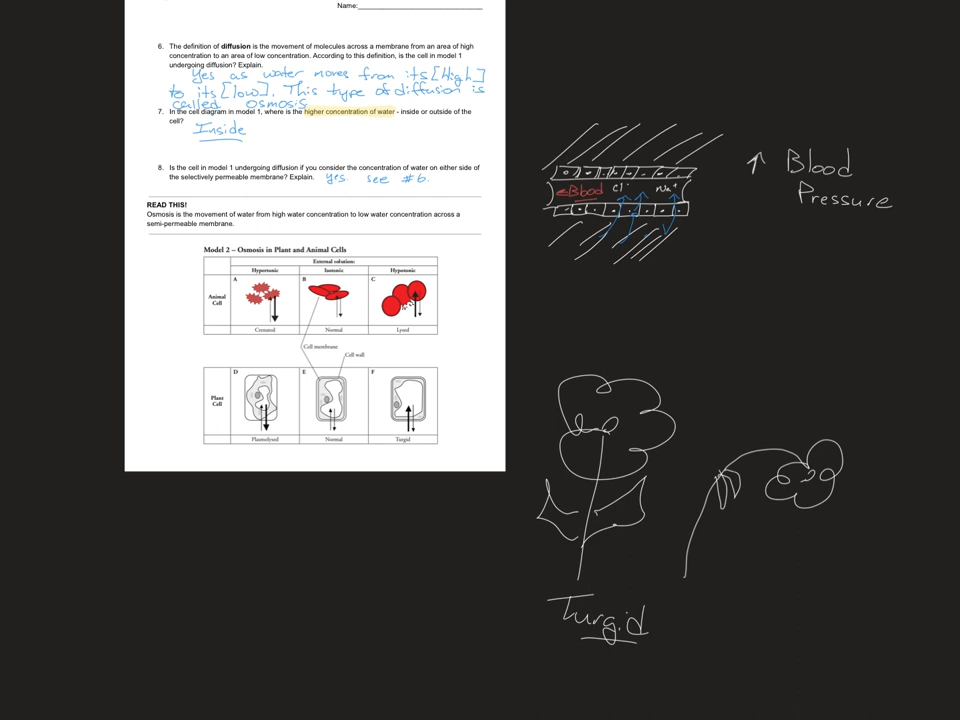 Name:
6. The definition of diffusion is the movement of molecules across a membrane from an area of high
concentration to an area of low concentration. According to this definition, is the cell in model 1
undergoing diffusion? Explain.
Yes as water moves from its [High]
to its [low]. This type of diffusion is
called osmosis
7. In the cell diagram in model 1, where is the higher concentration of water - inside or outside of the
cell?
Inside
8. Is the cell in model 1 undergoing diffusion if you consider the concentration of water on either side of
the selectively permeable membrane? Explain. yes. see #6.
READ THIS!
Osmosis is the movement of water from high water concentration to low water concentration across a
semi-permeable membrane.
Model 2 – Osmosis in Plant and Animal Cells
External solution:
Hypertonic Isotonic Hypotonic
A B C
Animal
Cell
Crenated Normal Lysed
Cell membrane
Cell wall
D E F
Plant
Cell
Plasmolysed Normal Turgid
Blood Cl- Na+
↑ Blood
Pressure
Turgid